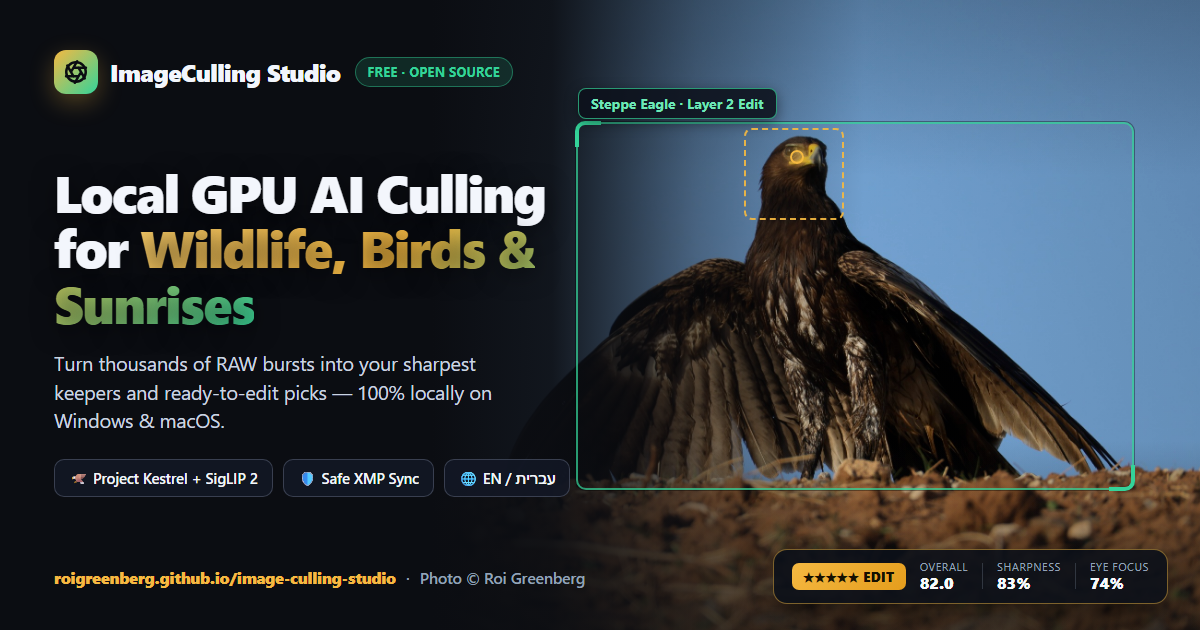 ImageCulling Studio
FREE · OPEN SOURCE
Steppe Eagle · Layer 2 Edit
Local GPU AI Culling
for Wildlife, Birds &
Sunrises
Turn thousands of RAW bursts into your sharpest
keepers and ready-to-edit picks — 100% locally on
Windows & macOS.
Project Kestrel + SigLIP 2
Safe XMP Sync
EN / עברית
roigreenberg.github.io/image-culling-studio · Photo © Roi Greenberg
★★★★★ EDIT
OVERALL
82.0
SHARPNESS
83%
EYE FOCUS
74%